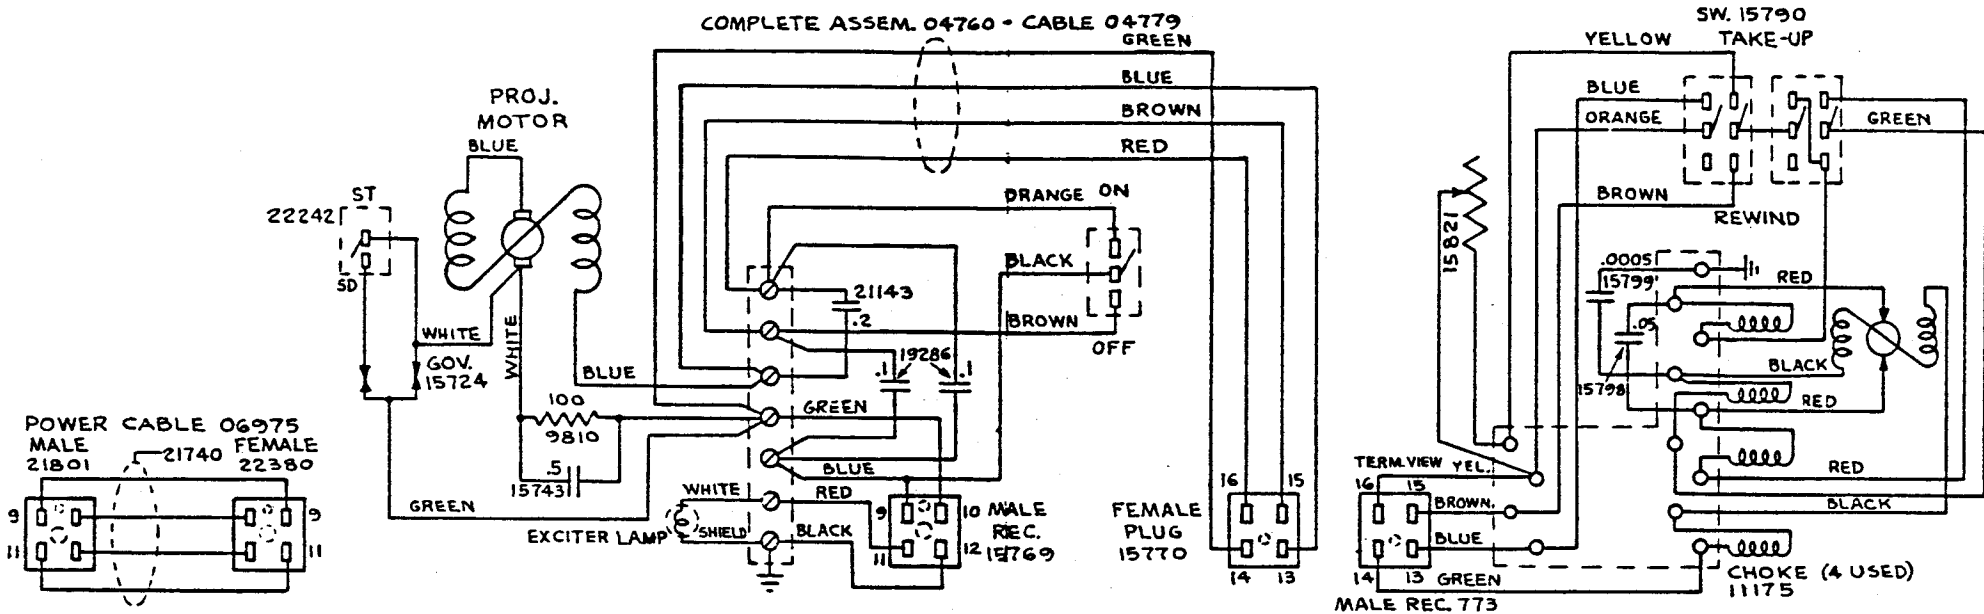 COMPLETE ASSEM. 04760 - CABLE 04779
GREEN
BLUE
BROWN
RED
PROJ.
MOTOR
BLUE
ST
22242
SD
WHITE
GOV.
15724
WHITE
BLUE
100
9810
.5
15743
GREEN
POWER CABLE 06975
MALE
21801
21740
FEMALE
22380
9
11
9
11
ORANGE
ON
BLACK
BROWN
OFF
21143
.2
19286
.1
.1
GREEN
BLUE
WHITE
RED
EXCITER LAMP
SHIELD
BLACK
9
10
11
12
MALE
REC.
15769
FEMALE
PLUG
15770
16
15
14
13
SW. 15790
TAKE-UP
YELLOW
BLUE
ORANGE
GREEN
BROWN
REWIND
15821
.0005
15799
RED
.05
15798
BLACK
RED
TERM. VIEW
YEL.
16
15
BROWN
BLUE
14
13
GREEN
MALE REC. 773
RED
BLACK
CHOKE (4 USED)
11175